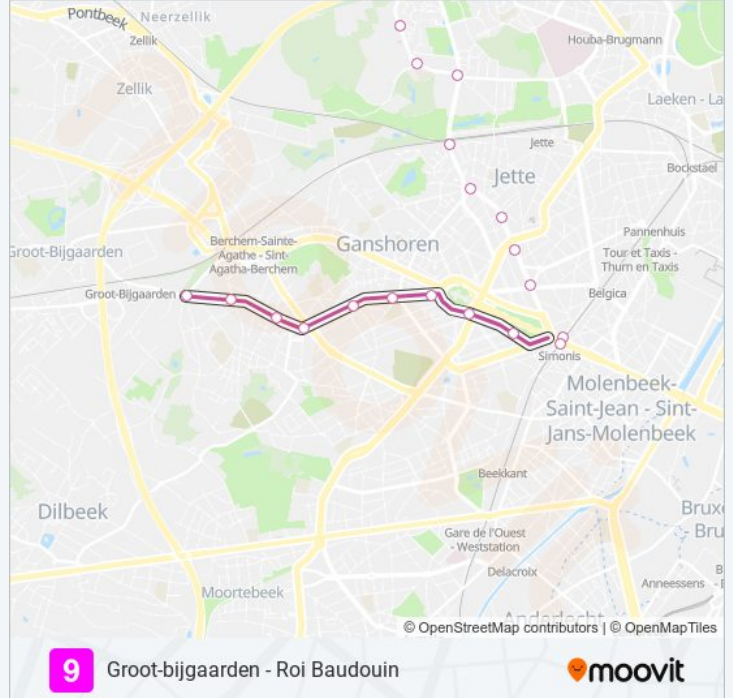 Pontbeek
Neerzellik
Zellik
Houba-Brugmann
Zellik
Laeken - La
Jette
Jette
Bockstael
Pannenhuis
Berchem-Sainte-
Agathe - Sint-
Agatha-Berchem
Ganshoren
Groot-Bijgaarden
Tour et Taxis -
Thurn en Taxis
Groot-Bijgaarden
Belgica
Simonis
Molenbeek-
Saint-Jean - Sint-
Jans-Molenbeek
Beekkant
Dilbeek
Bruxe
Bru
Gare de l'Ouest
- Weststation
Delacroix
Anneessens
Moortebeek
Anderlecht
© OpenStreetMap contributors | © OpenMapTiles
9 Groot-bijgaarden - Roi Baudouin
moovit